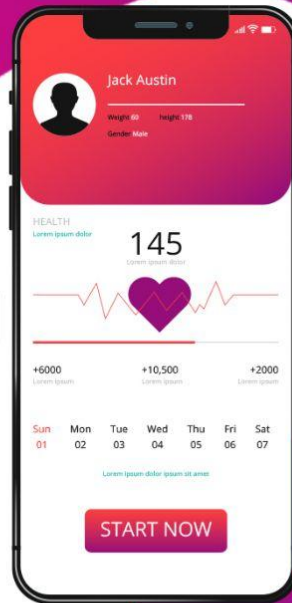 Jack Austin
Weight 60 height 178
Gender Male
HEALTH
Lorem ipsum dolor
145
Lorem ipsum dolor
+6000 +10,500 +2000
Lorem ipsum Lorem ipsum Lorem ipsum
Sun Mon Tue Wed Thu Fri Sat
01 02 03 04 05 06 07
Lorem ipsum dolor ipsum sit amet
START NOW